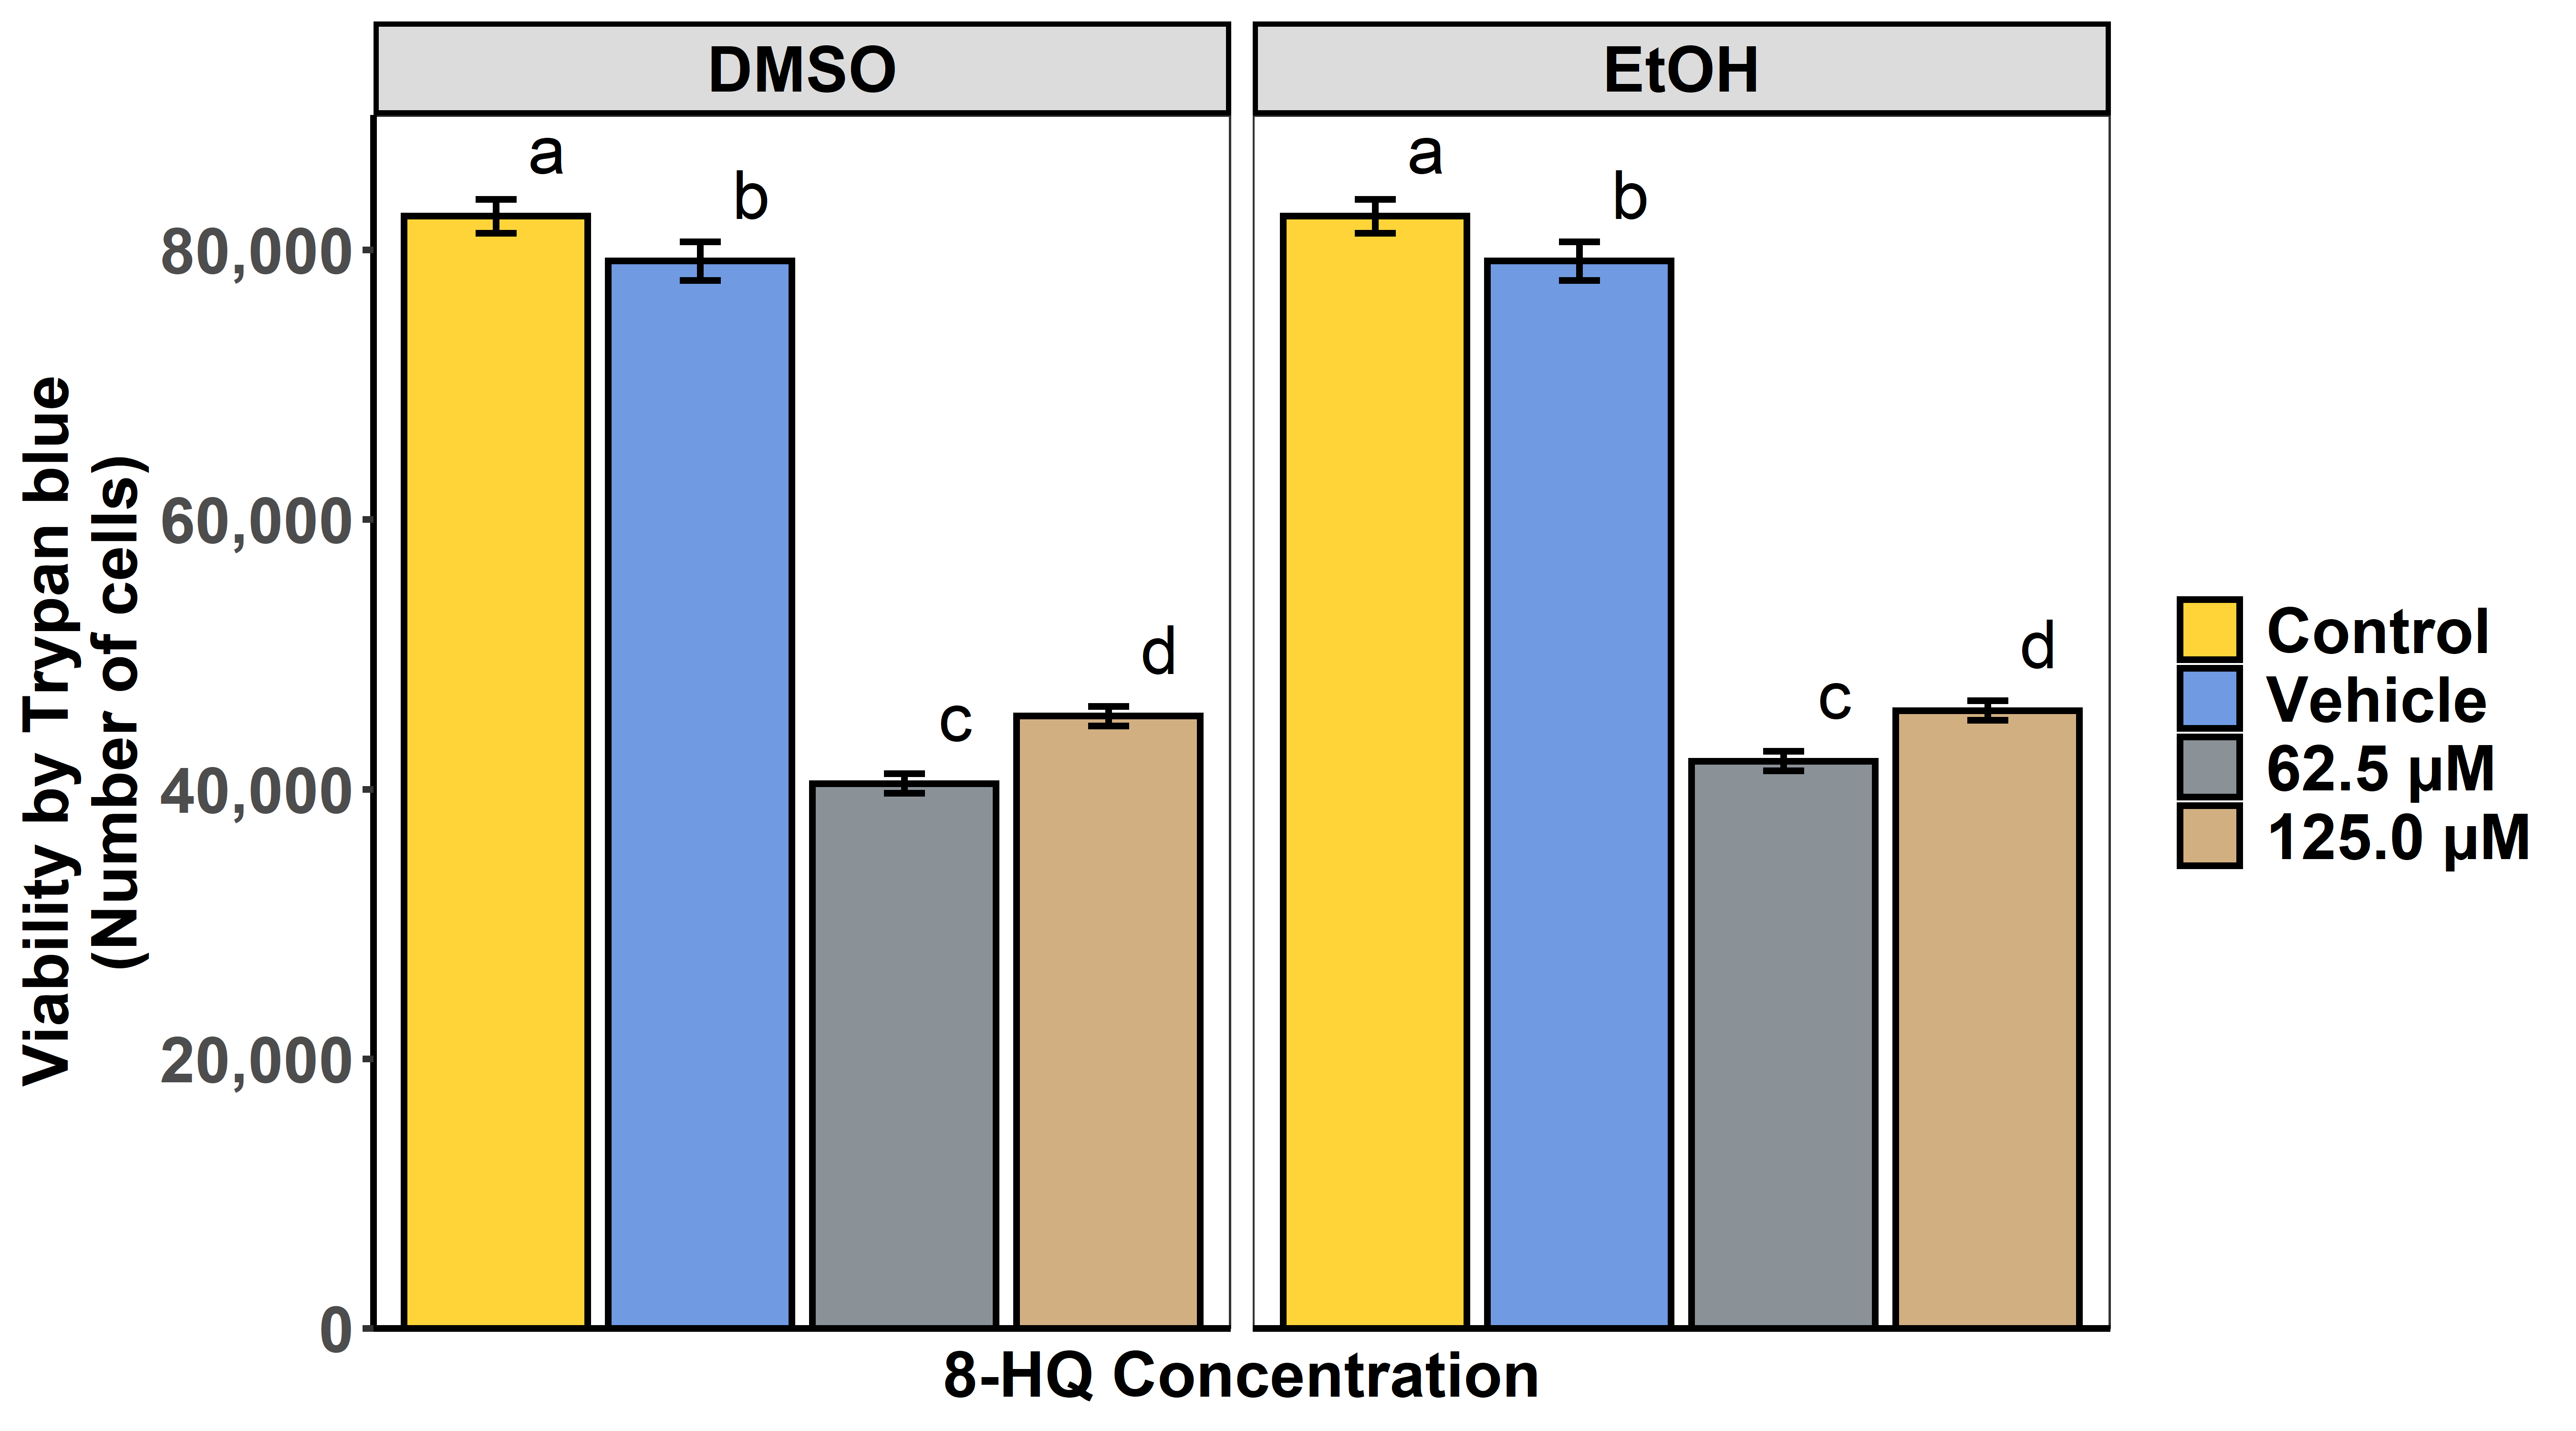 DMSO
EtOH
a
b
c
d
a
b
c
d
80,000
60,000
40,000
20,000
0
Viability by Trypan blue
(Number of cells)
8-HQ Concentration
Control
Vehicle
62.5 µM
125.0 µM